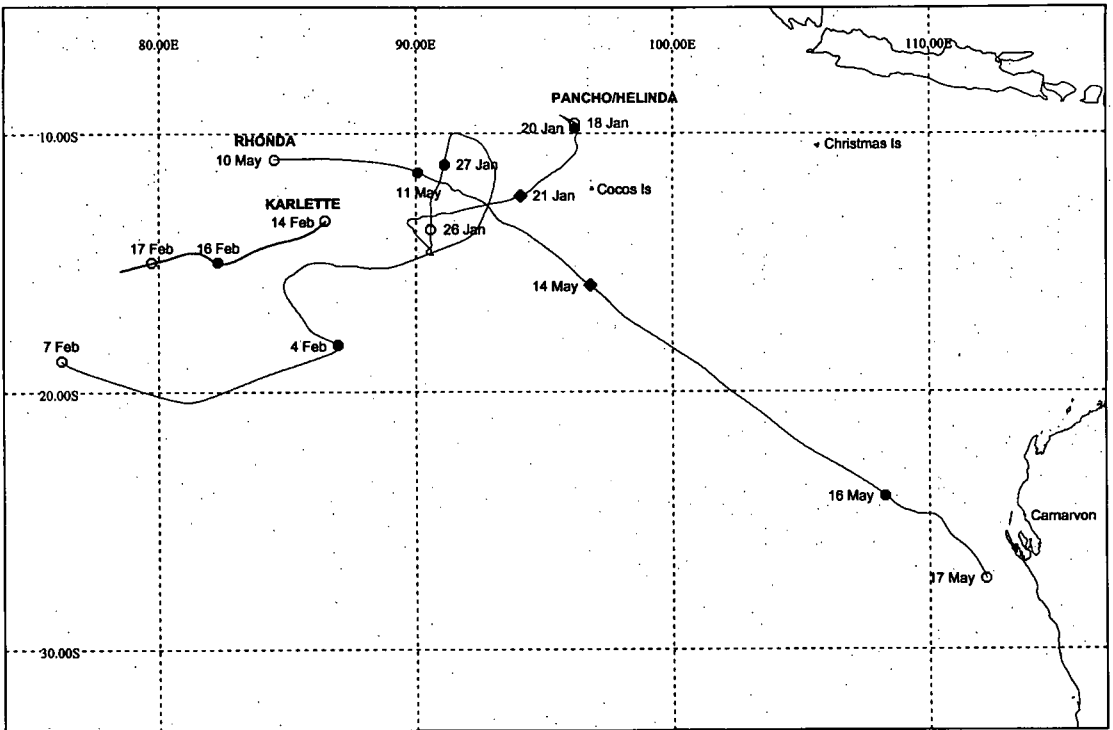 80.00E
90.00E
100.00E
110.00E
PANCHO/HELINDA
20 Jan
18 Jan
10.00S
RHONDA
Christmas Is
10 May
27 Jan
11 May
21 Jan
Cocos Is
KARLETTE
14 Feb
26 Jan
17 Feb
16 Feb
14 May
4 Feb
7 Feb
20.00S
16 May
Carnarvon
17 May
30.00S